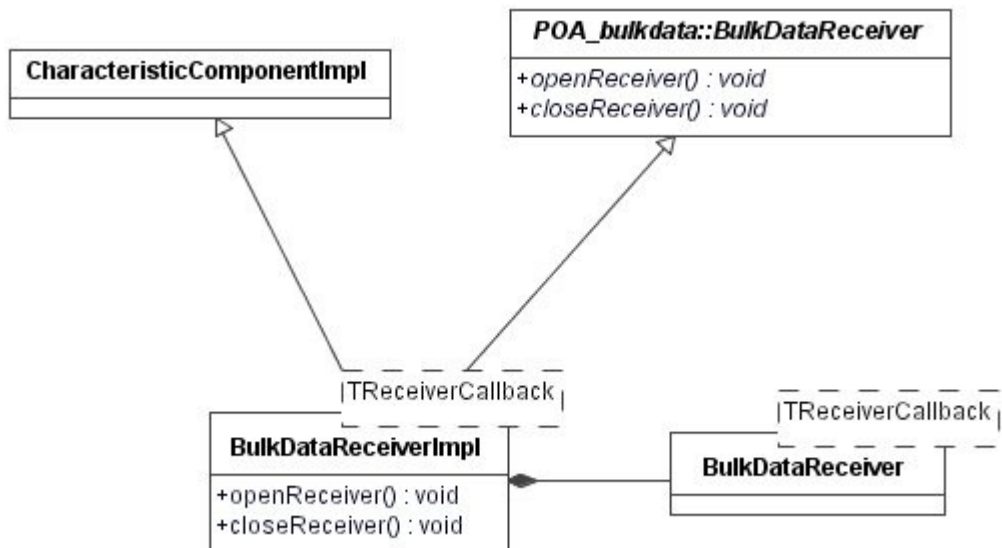 POA_bulkdata::BulkDataReceiver
+openReceiver() : void
+closeReceiver() : void
CharacteristicComponentImpl
TReceiverCallback
BulkDataReceiverImpl
+openReceiver() : void
+closeReceiver() : void
TReceiverCallback
BulkDataReceiver